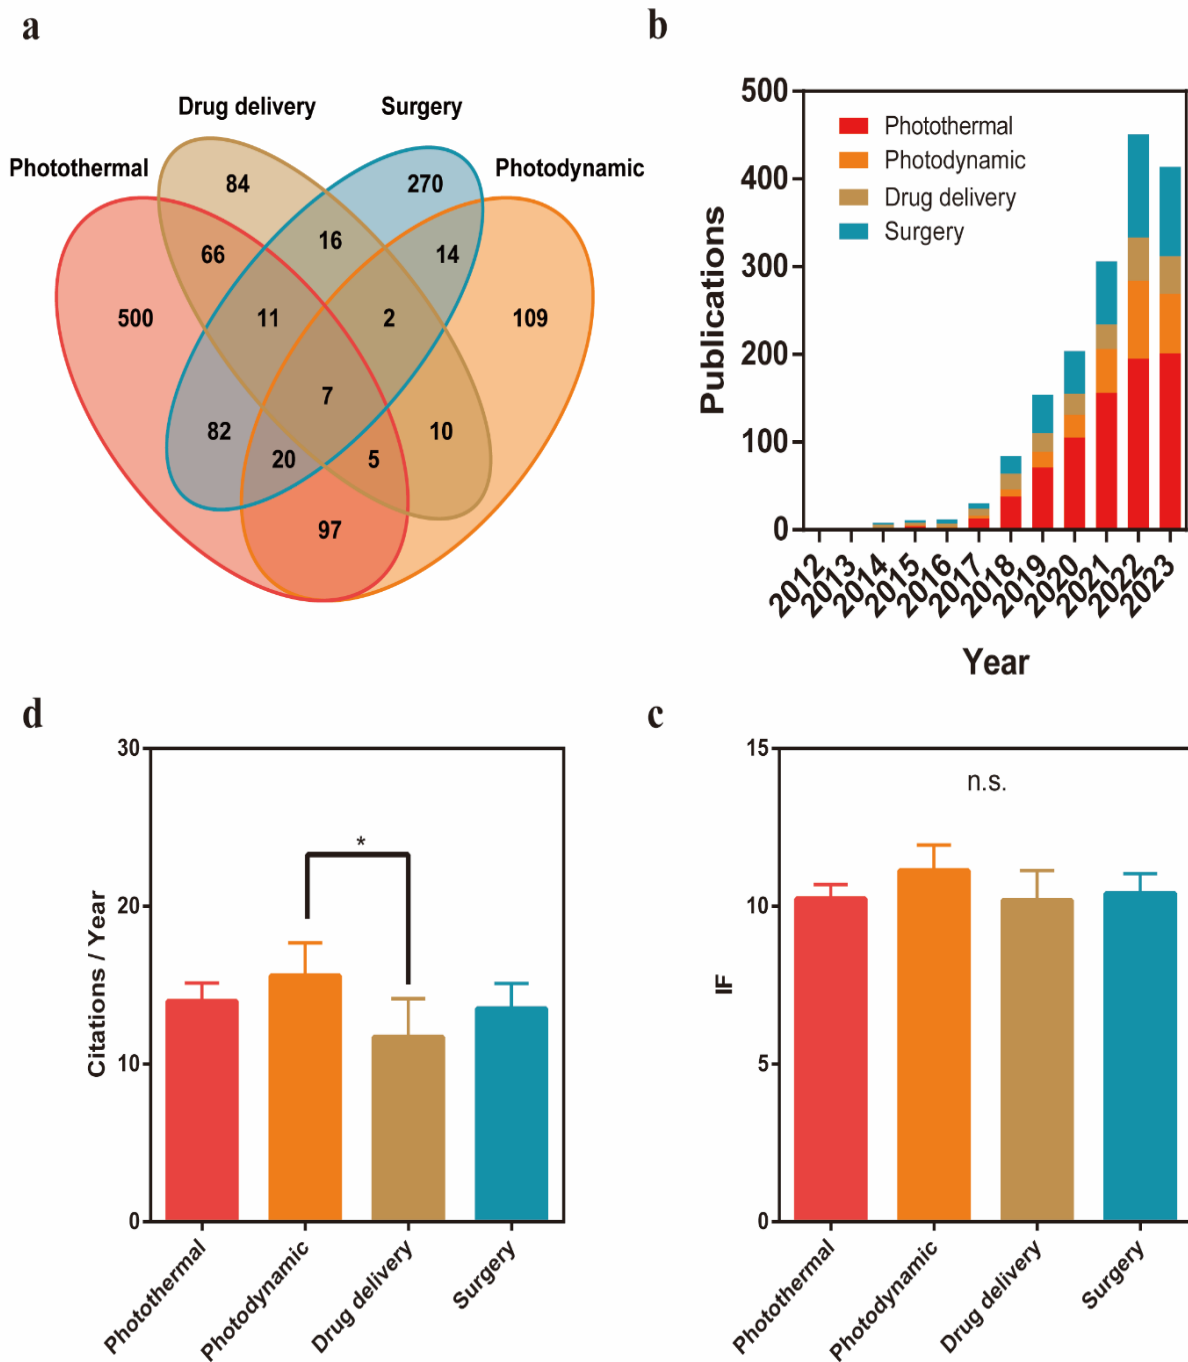 a
Drug delivery
Surgery
Photothermal
Photodynamic
84
270
66
16
14
500
11
2
109
7
82
10
20
5
97
b
500
400
300
200
100
0
Publications
Photothermal
Photodynamic
Drug delivery
Surgery
2012
2013
2014
2015
2016
2017
2018
2019
2020
2021
2022
2023
Year
d
30
20
10
0
Citations / Year
*
Photothermal
Photodynamic
Drug delivery
Surgery
c
15
10
5
0
IF
n.s.
Photothermal
Photodynamic
Drug delivery
Surgery